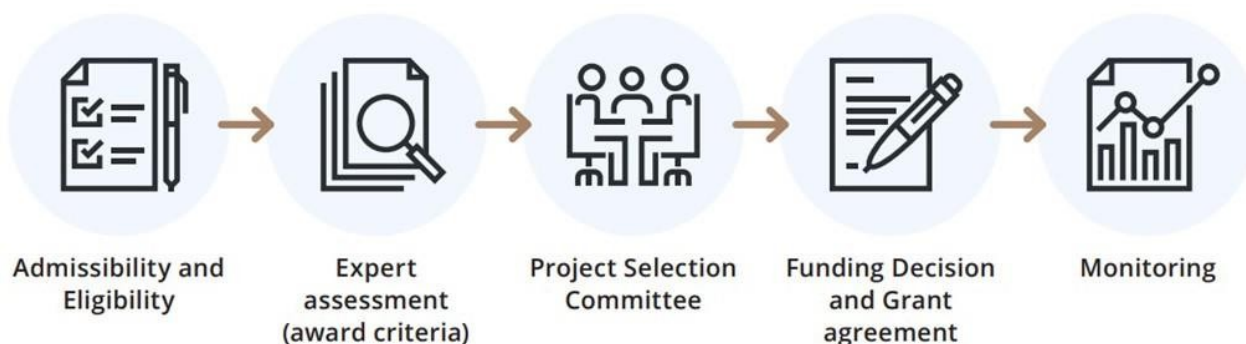 Admissibility and
Eligibility
Expert
assessment
(award criteria)
Project Selection
Committee
Funding Decision
and Grant
agreement
Monitoring